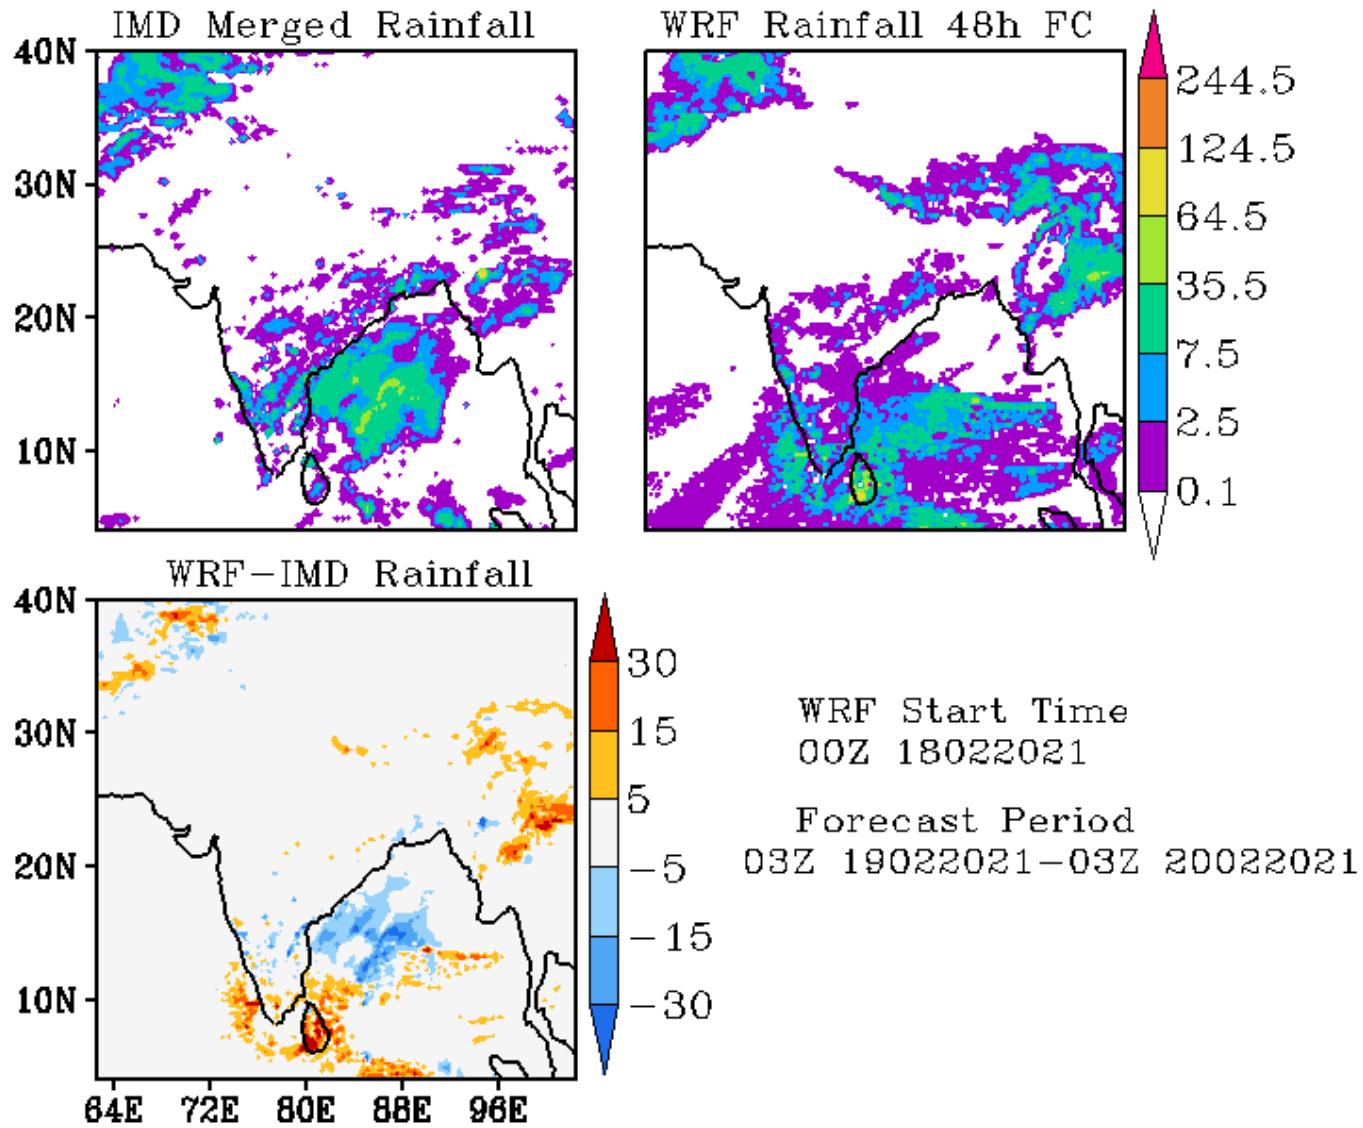 IMD Merged Rainfall
WRF Rainfall 48h FC
40N
30N
20N
10N
244.5
124.5
64.5
35.5
7.5
2.5
0.1
WRF-IMD Rainfall
40N
30N
20N
10N
64E 72E 80E 88E 96E
30
15
5
-5
-15
-30
WRF Start Time
00Z 18022021
Forecast Period
03Z 19022021-03Z 20022021